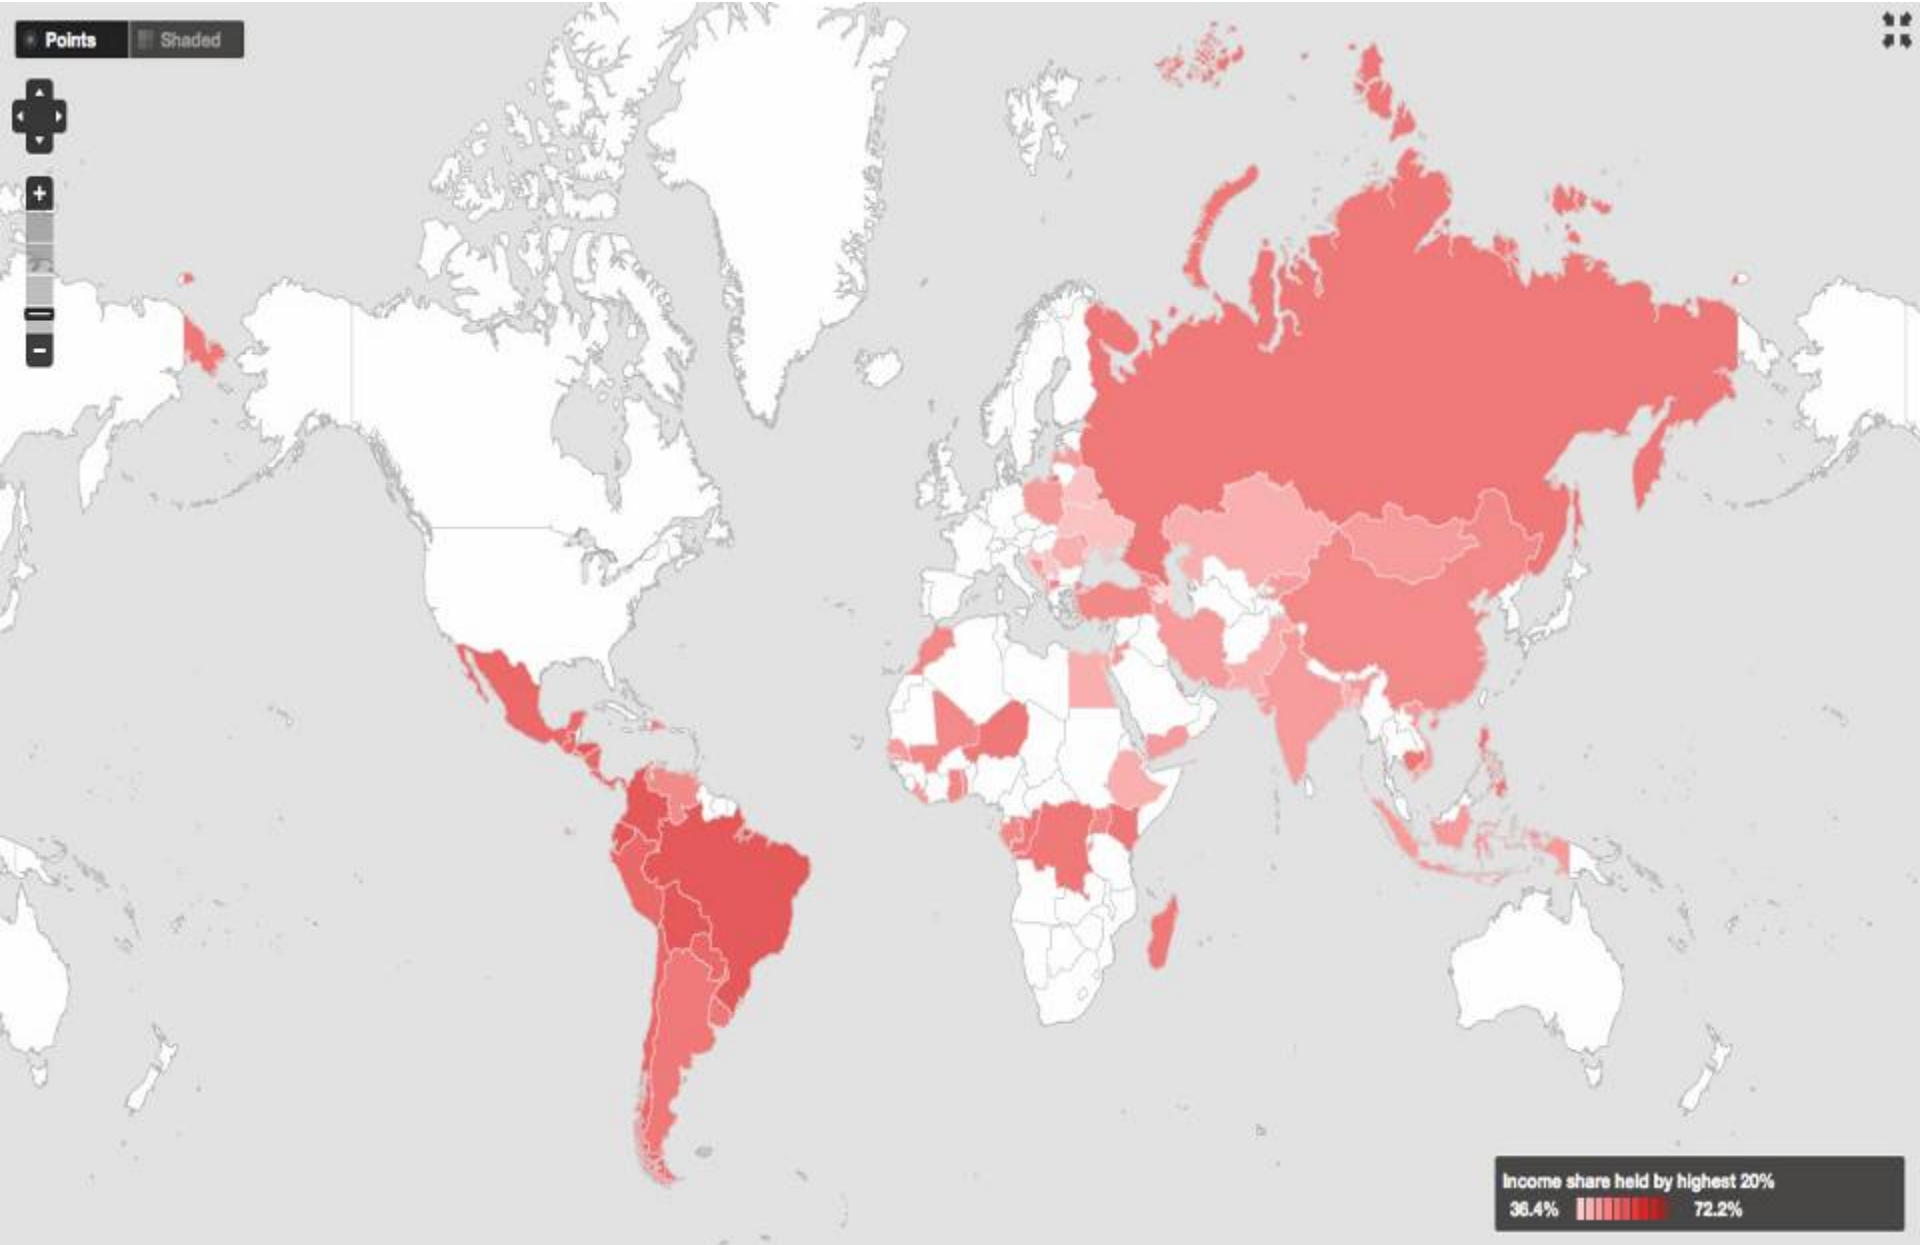 Points
Shaded
+
−
Income share held by highest 20%
36.4%
72.2%